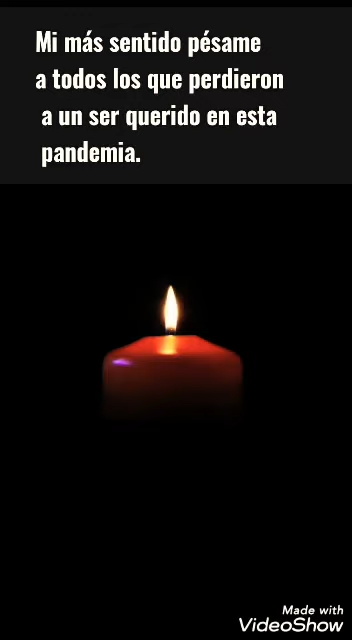 Mi más sentido pésame
a todos los que perdieron
a un ser querido en esta
pandemia.
Made with
VideoShow